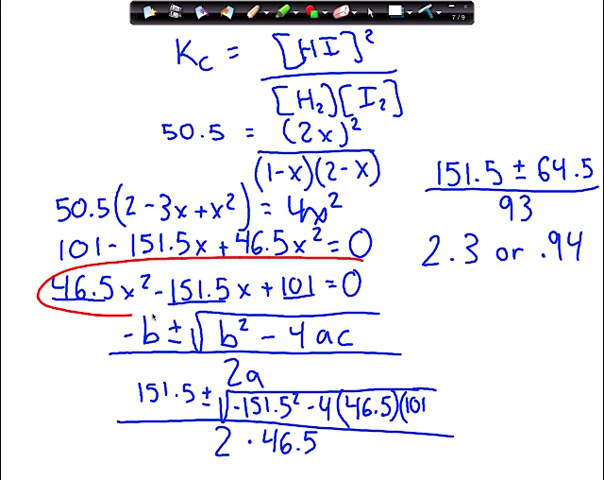 7/9
Kc = [HI]²
[H₂][I₂]
50.5 = (2x)²
(1-x)(2-x)
50.5(2-3x+x²)=4x²
101-151.5x+46.5x²=0
46.5x²-151.5x+101=0
-b±√b²-4ac
2a
151.5±√-151.5²-4(46.5)(101
2·46.5
151.5±64.5
93
2.3 or .94